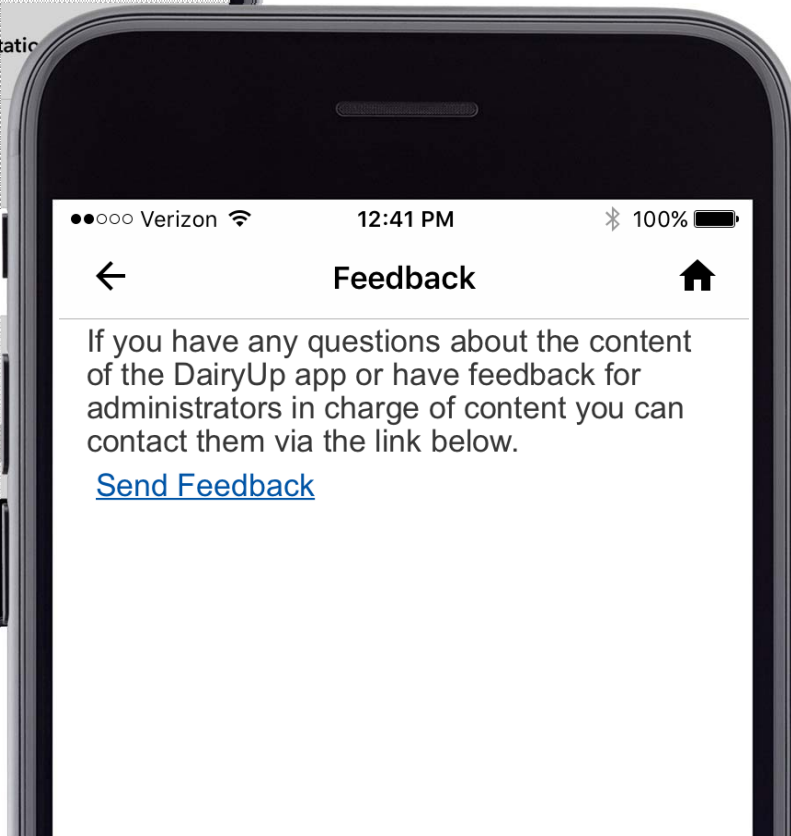 Verizon 12:41 PM 100%
Feedback
If you have any questions about the content
of the DairyUp app or have feedback for
administrators in charge of content you can
contact them via the link below.
Send Feedback